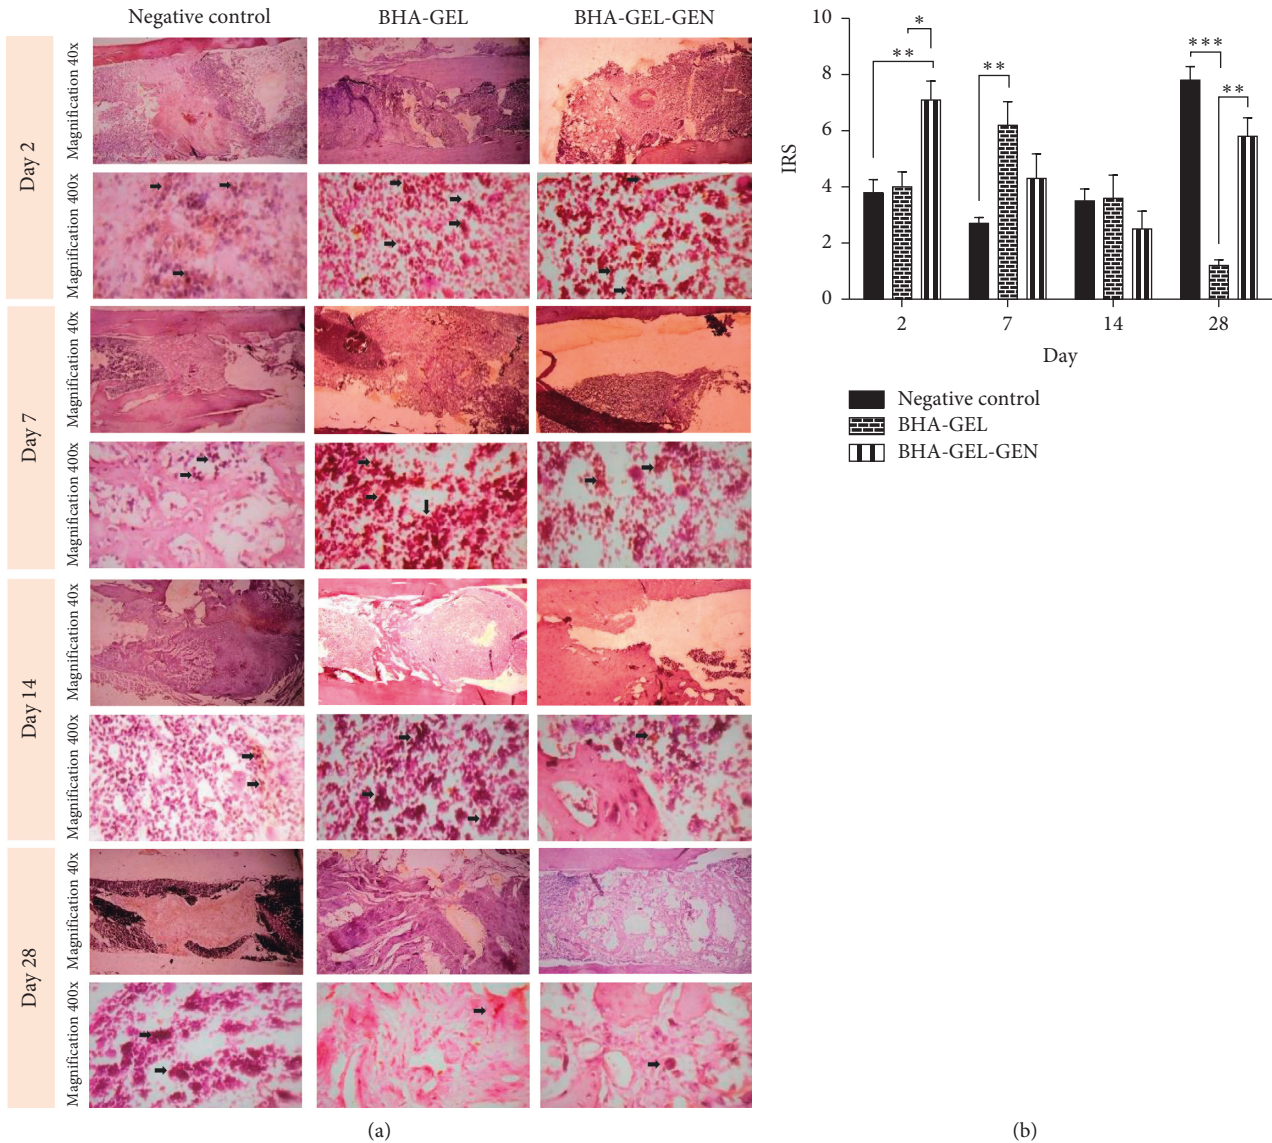 Negative control
BHA-GEL
BHA-GEL-GEN
Day 2
Magnification 40x
Magnification 400x
Day 7
Magnification 40x
Magnification 400x
Day 14
Magnification 40x
Magnification 400x
Day 28
Magnification 40x
Magnification 400x
(a)
IRS
10
8
6
4
2
0
*
**
**
***
**
2
7
14
28
Day
Negative control
BHA-GEL
BHA-GEL-GEN
(b)